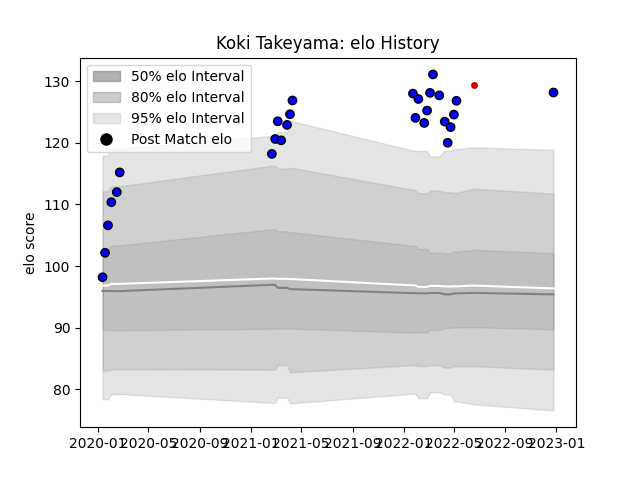 Koki Takeyama: elo History
50% elo Interval
80% elo Interval
95% elo Interval
Post Match elo
elo score
130
120
110
100
90
80
2020-01 2020-05 2020-09 2021-01 2021-05 2021-09 2022-01 2022-05 2022-09 2023-01